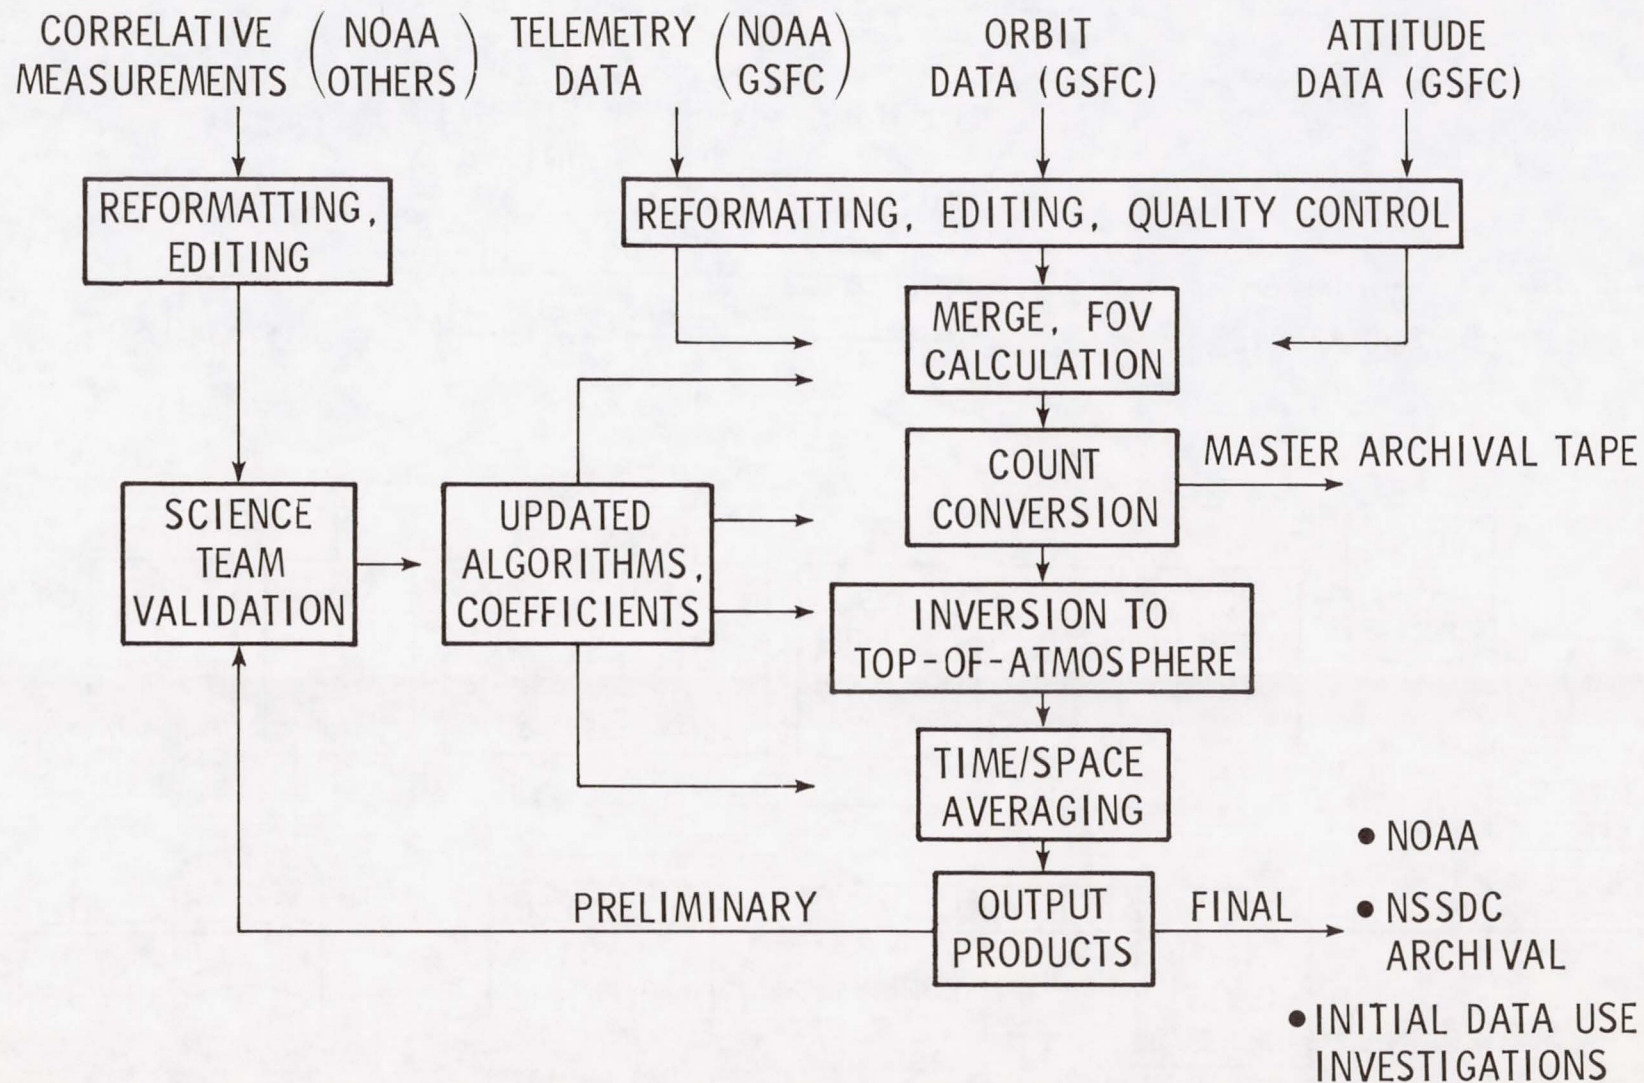 CORRELATIVE
MEASUREMENTS
(NOAA
OTHERS)
TELEMETRY
DATA
(NOAA
GSFC)
ORBIT
DATA (GSFC)
ATTITUDE
DATA (GSFC)
REFORMATTING,
EDITING
REFORMATTING, EDITING, QUALITY CONTROL
MERGE, FOV
CALCULATION
COUNT
CONVERSION
MASTER ARCHIVAL TAPE
SCIENCE
TEAM
VALIDATION
UPDATED
ALGORITHMS,
COEFFICIENTS
INVERSION TO
TOP-OF-ATMOSPHERE
TIME/SPACE
AVERAGING
PRELIMINARY
OUTPUT
PRODUCTS
FINAL
• NOAA
• NSSDC
ARCHIVAL
• INITIAL DATA USE
INVESTIGATIONS